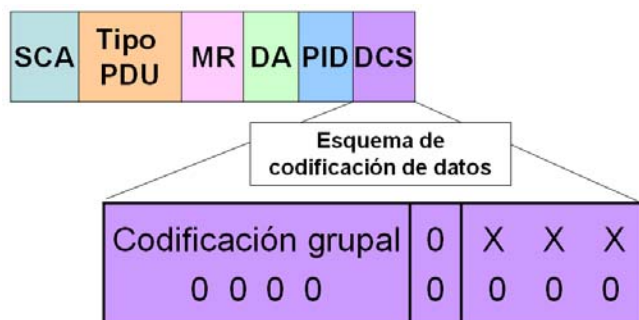 SCA Tipo PDU MR DA PID DCS
Esquema de
codificación de datos
Codificación grupal 0 X X X
0 0 0 0 0 0 0 0